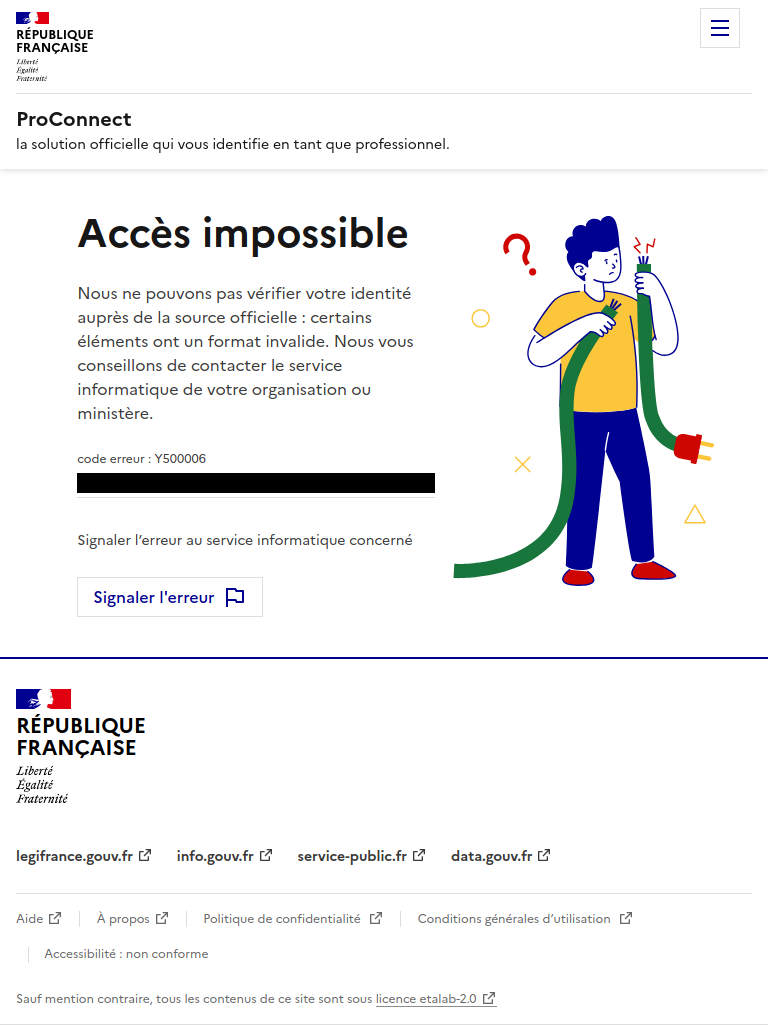 RÉPUBLIQUE
FRANÇAISE
Liberté
Égalité
Fraternité
ProConnect
la solution officielle qui vous identifie en tant que professionnel.
Accès impossible
Nous ne pouvons pas vérifier votre identité
auprès de la source officielle : certains
éléments ont un format invalide. Nous vous
conseillons de contacter le service
informatique de votre organisation ou
ministère.
code erreur : Y500006
Signaler l’erreur au service informatique concerné
Signaler l'erreur
RÉPUBLIQUE
FRANÇAISE
Liberté
Égalité
Fraternité
legifrance.gouv.fr info.gouv.fr service-public.fr data.gouv.fr
Aide À propos Politique de confidentialité Conditions générales d’utilisation
Accessibilité : non conforme
Sauf mention contraire, tous les contenus de ce site sont sous licence etalab-2.0